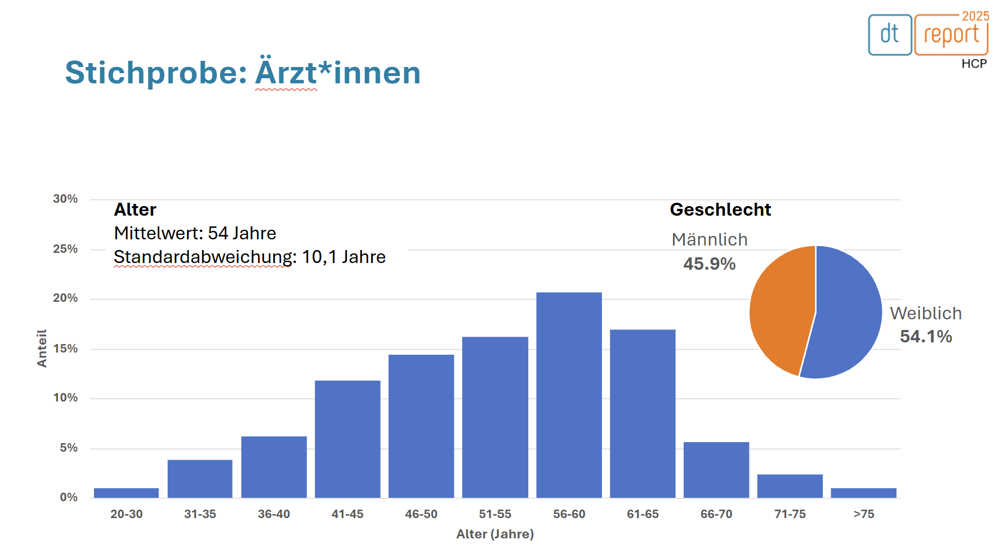 2025
dt report
HCP
Stichprobe: Ärzt*innen
Alter
Mittelwert: 54 Jahre
Standardabweichung: 10,1 Jahre
Geschlecht
Männlich
45.9%
Weiblich
54.1%
Anteil
30%
25%
20%
15%
10%
5%
0%
20-30 31-35 36-40 41-45 46-50 51-55 56-60 61-65 66-70 71-75 >75
Alter (Jahre)